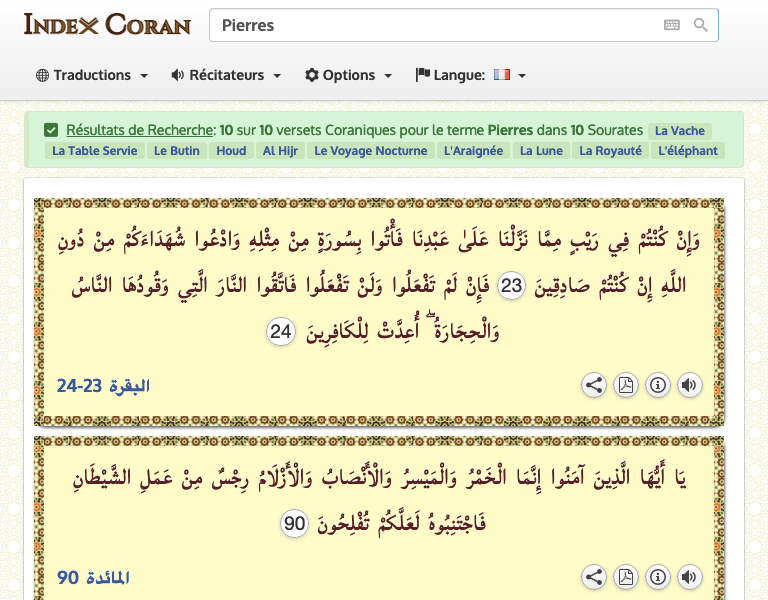 INDEX CORAN
Pierres
Traductions Récitateurs Options Langue:
Résultats de Recherche: 10 sur 10 versets Coraniques pour le terme Pierres dans 10 Sourates La Vache
La Table Servie Le Butin Houd Al Hijr Le Voyage Nocturne L'Araignée La Lune La Royauté L'éléphant
وَإِنْ كُنْتُمْ فِي رَيْبٍ مِمَّا نَزَّلْنَا عَلَىٰ عَبْدِنَا فَأْتُوا بِسُورَةٍ مِنْ مِثْلِهِ وَادْعُوا شُهَدَاءَكُمْ مِنْ دُونِ
اللَّهِ إِنْ كُنْتُمْ صَادِقِينَ 23 فَإِنْ لَمْ تَفْعَلُوا وَلَنْ تَفْعَلُوا فَاتَّقُوا النَّارَ الَّتِي وَقُودُهَا النَّاسُ
وَالْحِجَارَةُ ۖ أُعِدَّتْ لِلْكَافِرِينَ 24
البقرة 23-24
يَا أَيُّهَا الَّذِينَ آمَنُوا إِنَّمَا الْخَمْرُ وَالْمَيْسِرُ وَالْأَنْصَابُ وَالْأَزْلَامُ رِجْسٌ مِنْ عَمَلِ الشَّيْطَانِ
فَاجْتَنِبُوهُ لَعَلَّكُمْ تُفْلِحُونَ 90
المائدة 90